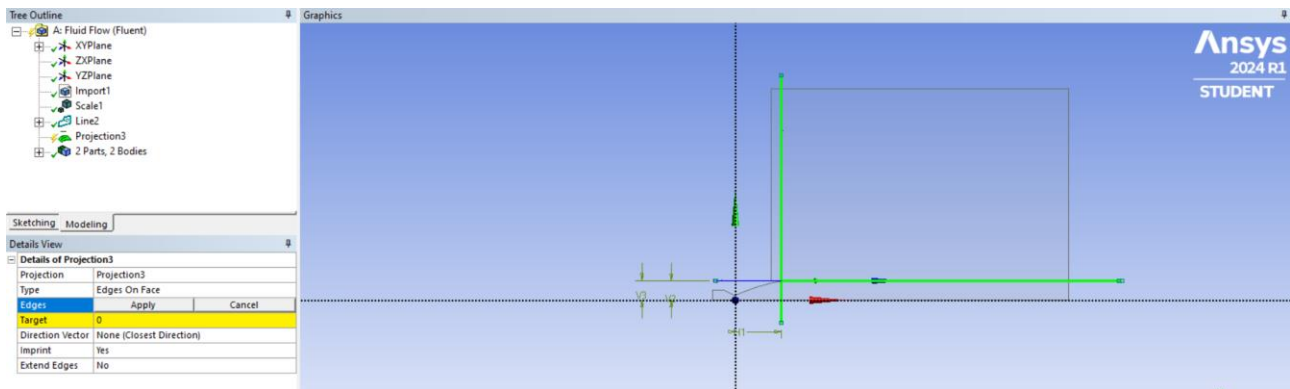 Tree Outline
Graphics
A: Fluid Flow (Fluent)
XYPlane
ZXPlane
YZPlane
Import1
Scale1
Line2
Projection3
2 Parts, 2 Bodies
Sketching Modeling
Details View
Details of Projection3
Projection Projection3
Type Edges On Face
Edges Apply Cancel
Target 0
Direction Vector None (Closest Direction)
Imprint Yes
Extend Edges No
Ansys
2024 R1
STUDENT